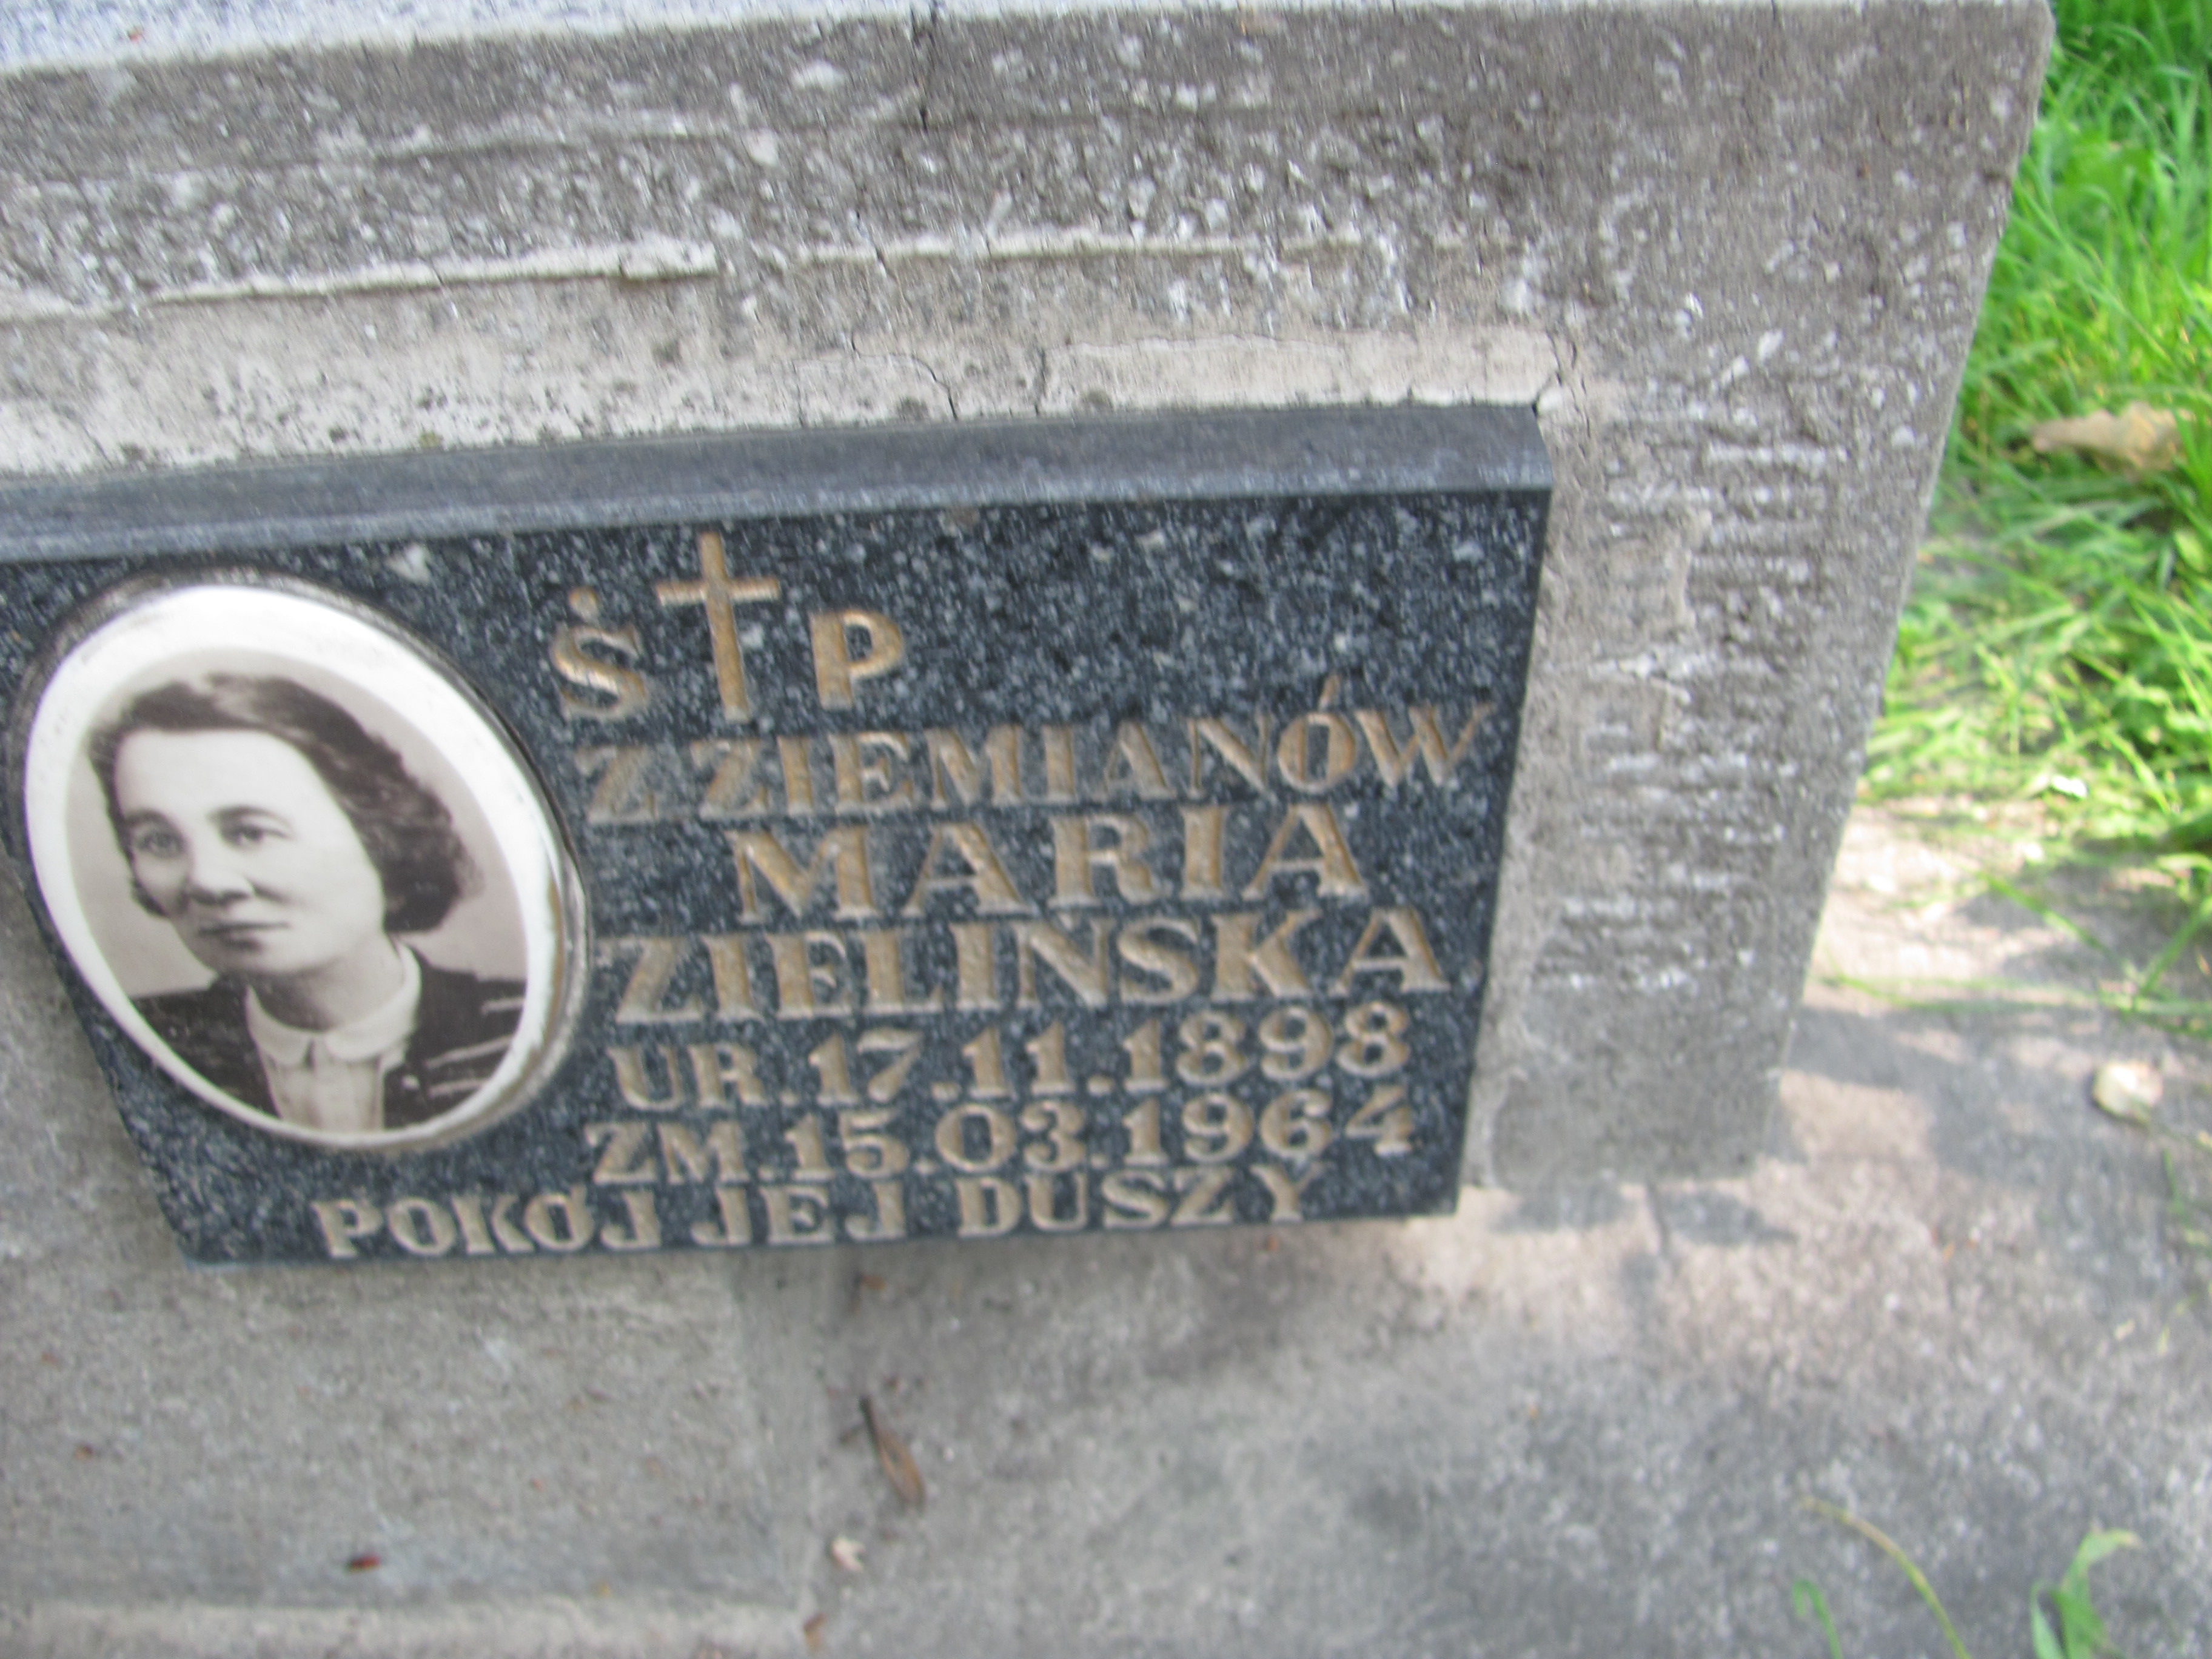 Ś † P
Z ZIEMIANÓW
MARIA
ZIELIŃSKA
UR. 17.11.1898
ZM. 15.03.1964
POKÓJ JEJ DUSZY